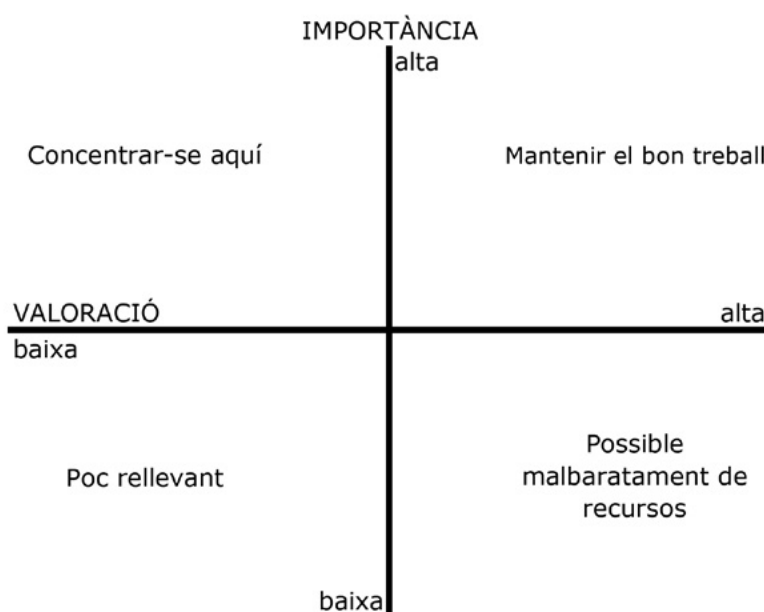 IMPORTÀNCIA
alta
Concentrar-se aquí
Mantenir el bon treball
VALORACIÓ
alta
baixa
Poc rellevant
Possible
malbaratament de
recursos
baixa